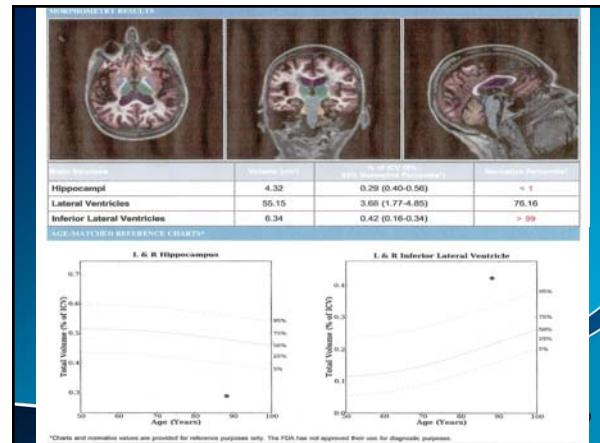 MORPHOMETRY RESULTS
Brain Structure Volume (cm³) % of ICV (5%-
95% Normative Percentile*) Normative Percentile*
Hippocampi 4.32 0.29 (0.40-0.56) < 1
Lateral Ventricles 55.15 3.68 (1.77-4.85) 76.16
Inferior Lateral Ventricles 6.34 0.42 (0.16-0.34) > 99
AGE-MATCHED REFERENCE CHARTS*
L & R Hippocampus
Total Volume (% of ICV)
0.7
0.6
0.5
0.4
0.3
95%
75%
50%
25%
5%
50 60 70 80 90 100
Age (Years)
L & R Inferior Lateral Ventricle
Total Volume (% of ICV)
0.4
0.3
0.2
0.1
0.0
95%
75%
50%
25%
5%
50 60 70 80 90 100
Age (Years)
*Charts and normative values are provided for reference purposes only. The FDA has not approved their use for diagnostic purposes.